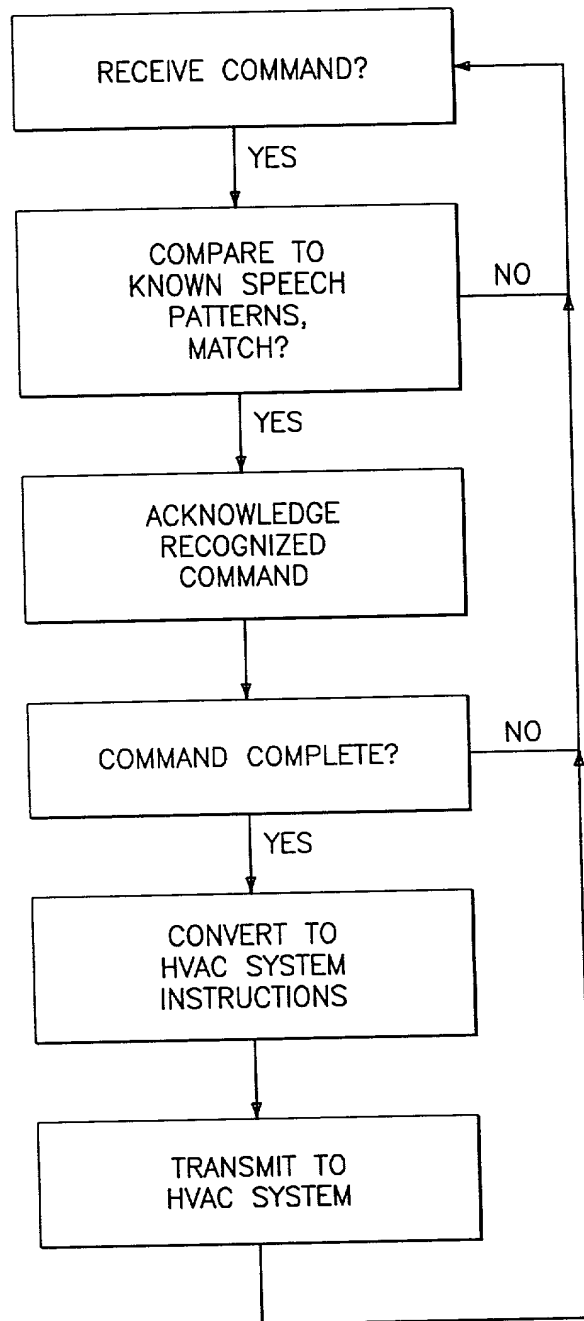 RECEIVE COMMAND?
YES
COMPARE TO
KNOWN SPEECH
PATTERNS,
MATCH?
NO
YES
ACKNOWLEDGE
RECOGNIZED
COMMAND
COMMAND COMPLETE?
NO
YES
CONVERT TO
HVAC SYSTEM
INSTRUCTIONS
TRANSMIT TO
HVAC SYSTEM